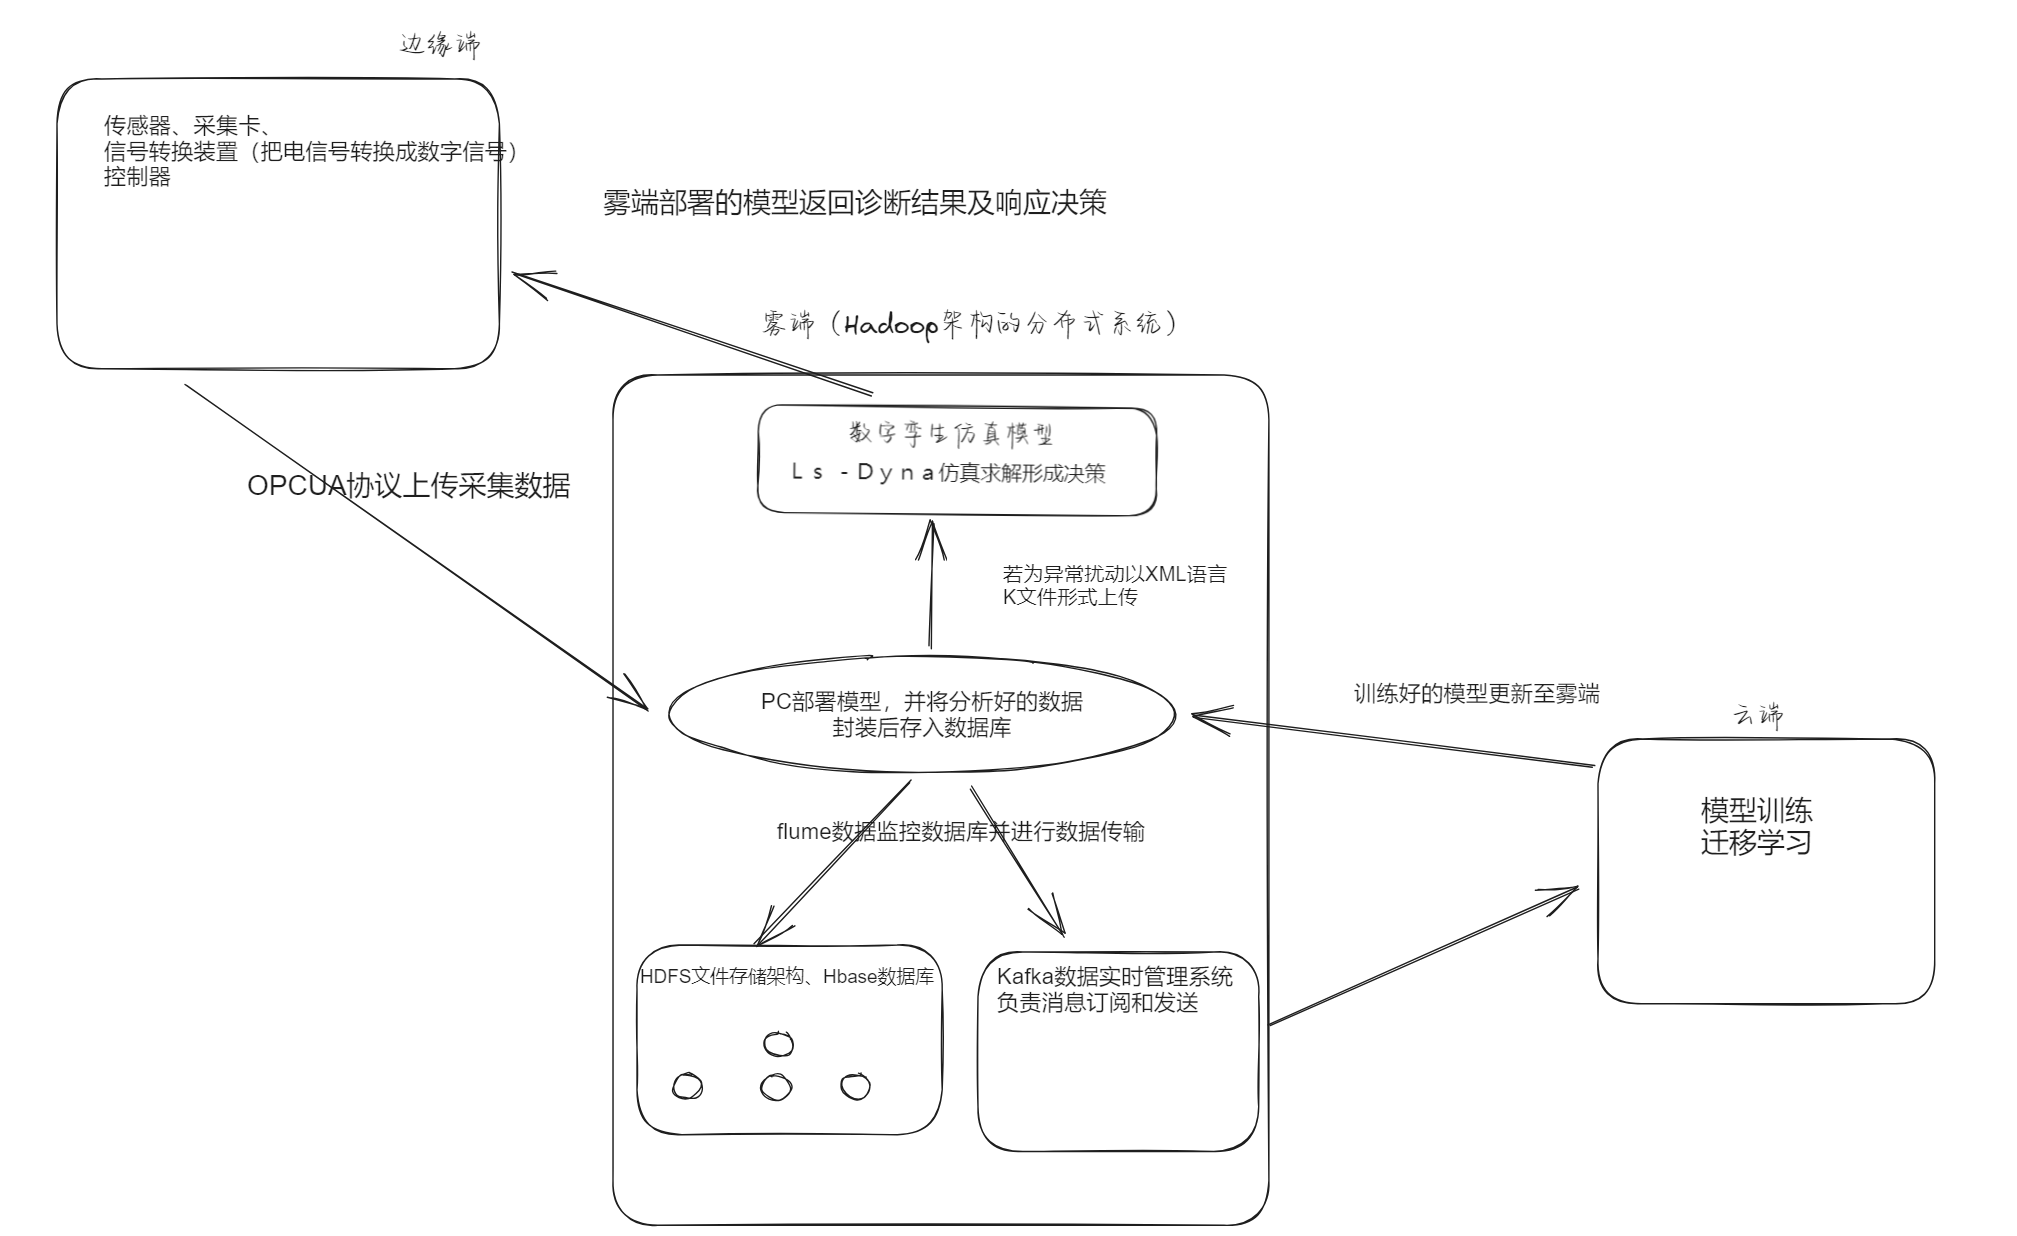 边缘端
传感器、采集卡、
信号转换装置（把电信号转换成数字信号）
控制器
雾端部署的模型返回诊断结果及响应决策
雾端（Hadoop架构的分布式系统）
数字孪生仿真模型
Ｌｓ－Ｄｙｎａ仿真求解形成决策
OPCUA协议上传采集数据
若为异常扰动以XML语言
K文件形式上传
PC部署模型，并将分析好的数据
封装后存入数据库
训练好的模型更新至雾端
云端
模型训练
迁移学习
flume数据监控数据库并进行数据传输
HDFS文件存储架构、Hbase数据库
Kafka数据实时管理系统
负责消息订阅和发送